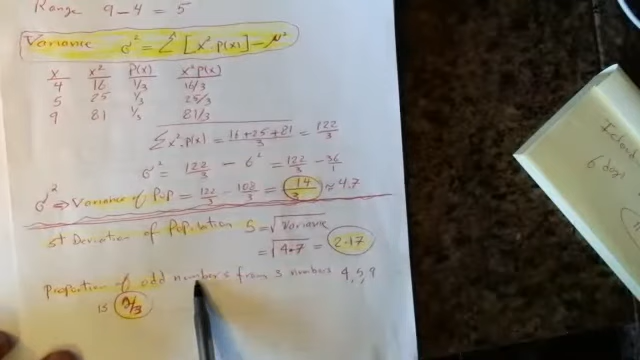 Range 9-4 = 5
Variance σ² = Σ [x².P(x)] - μ²
x x² P(x) x²P(x)
4 16 1/3 16/3
5 25 1/3 25/3
9 81 1/3 81/3
Σx².P(x) = 16+25+81/3 = 122/3
σ² = 122/3 - 6² = 122/3 - 36/1
σ² → Variance of Pop = 122/3 - 108/3 = 14/3 ≈ 4.7
St Deviation of Population S = √Variance
= √4.7 = 2.17
Proportion of odd numbers from 3 numbers 4,5,9
is 2/3
6 days